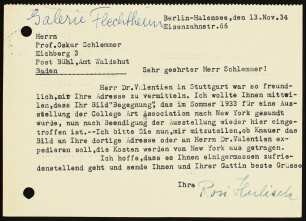 Galerie Flechtheim
Berlin-Halensee,den 13.Nov.34
Eisenzahnstr.66
Herrn
Prof.Oskar Schlemmer
Eichberg
Post Bühl,Amt Waldshut
Baden
Sehr geehrter Herr Schlemmer!
Herr Dr.Valentien in Stuttgart war so freund-
lich,mir Ihre Adresse zu vermitteln. Ich wollte Ihnen mittei-
len,dass Ihr Bild"Begegnung",das im Sommer 1933 für eine Aus-
stellung der College Art Association nach New York gesandt
wurde, nun nach Beendigung der Ausstellung wieder hier einge-
troffen ist.--Ich bitte Sie nun,mir mitzuteilen,ob Knauer das
Bild an Ihre dortige Adresse oder an Herrn Dr.Valentien ex-
pedieren soll,die Kosten werden von New York aus getragen.
Ich hoffe,dass es Ihnen einigermassen zufrie-
denstellend geht und sende Ihnen und Ihrer Gattin beste Grüsse
Ihre